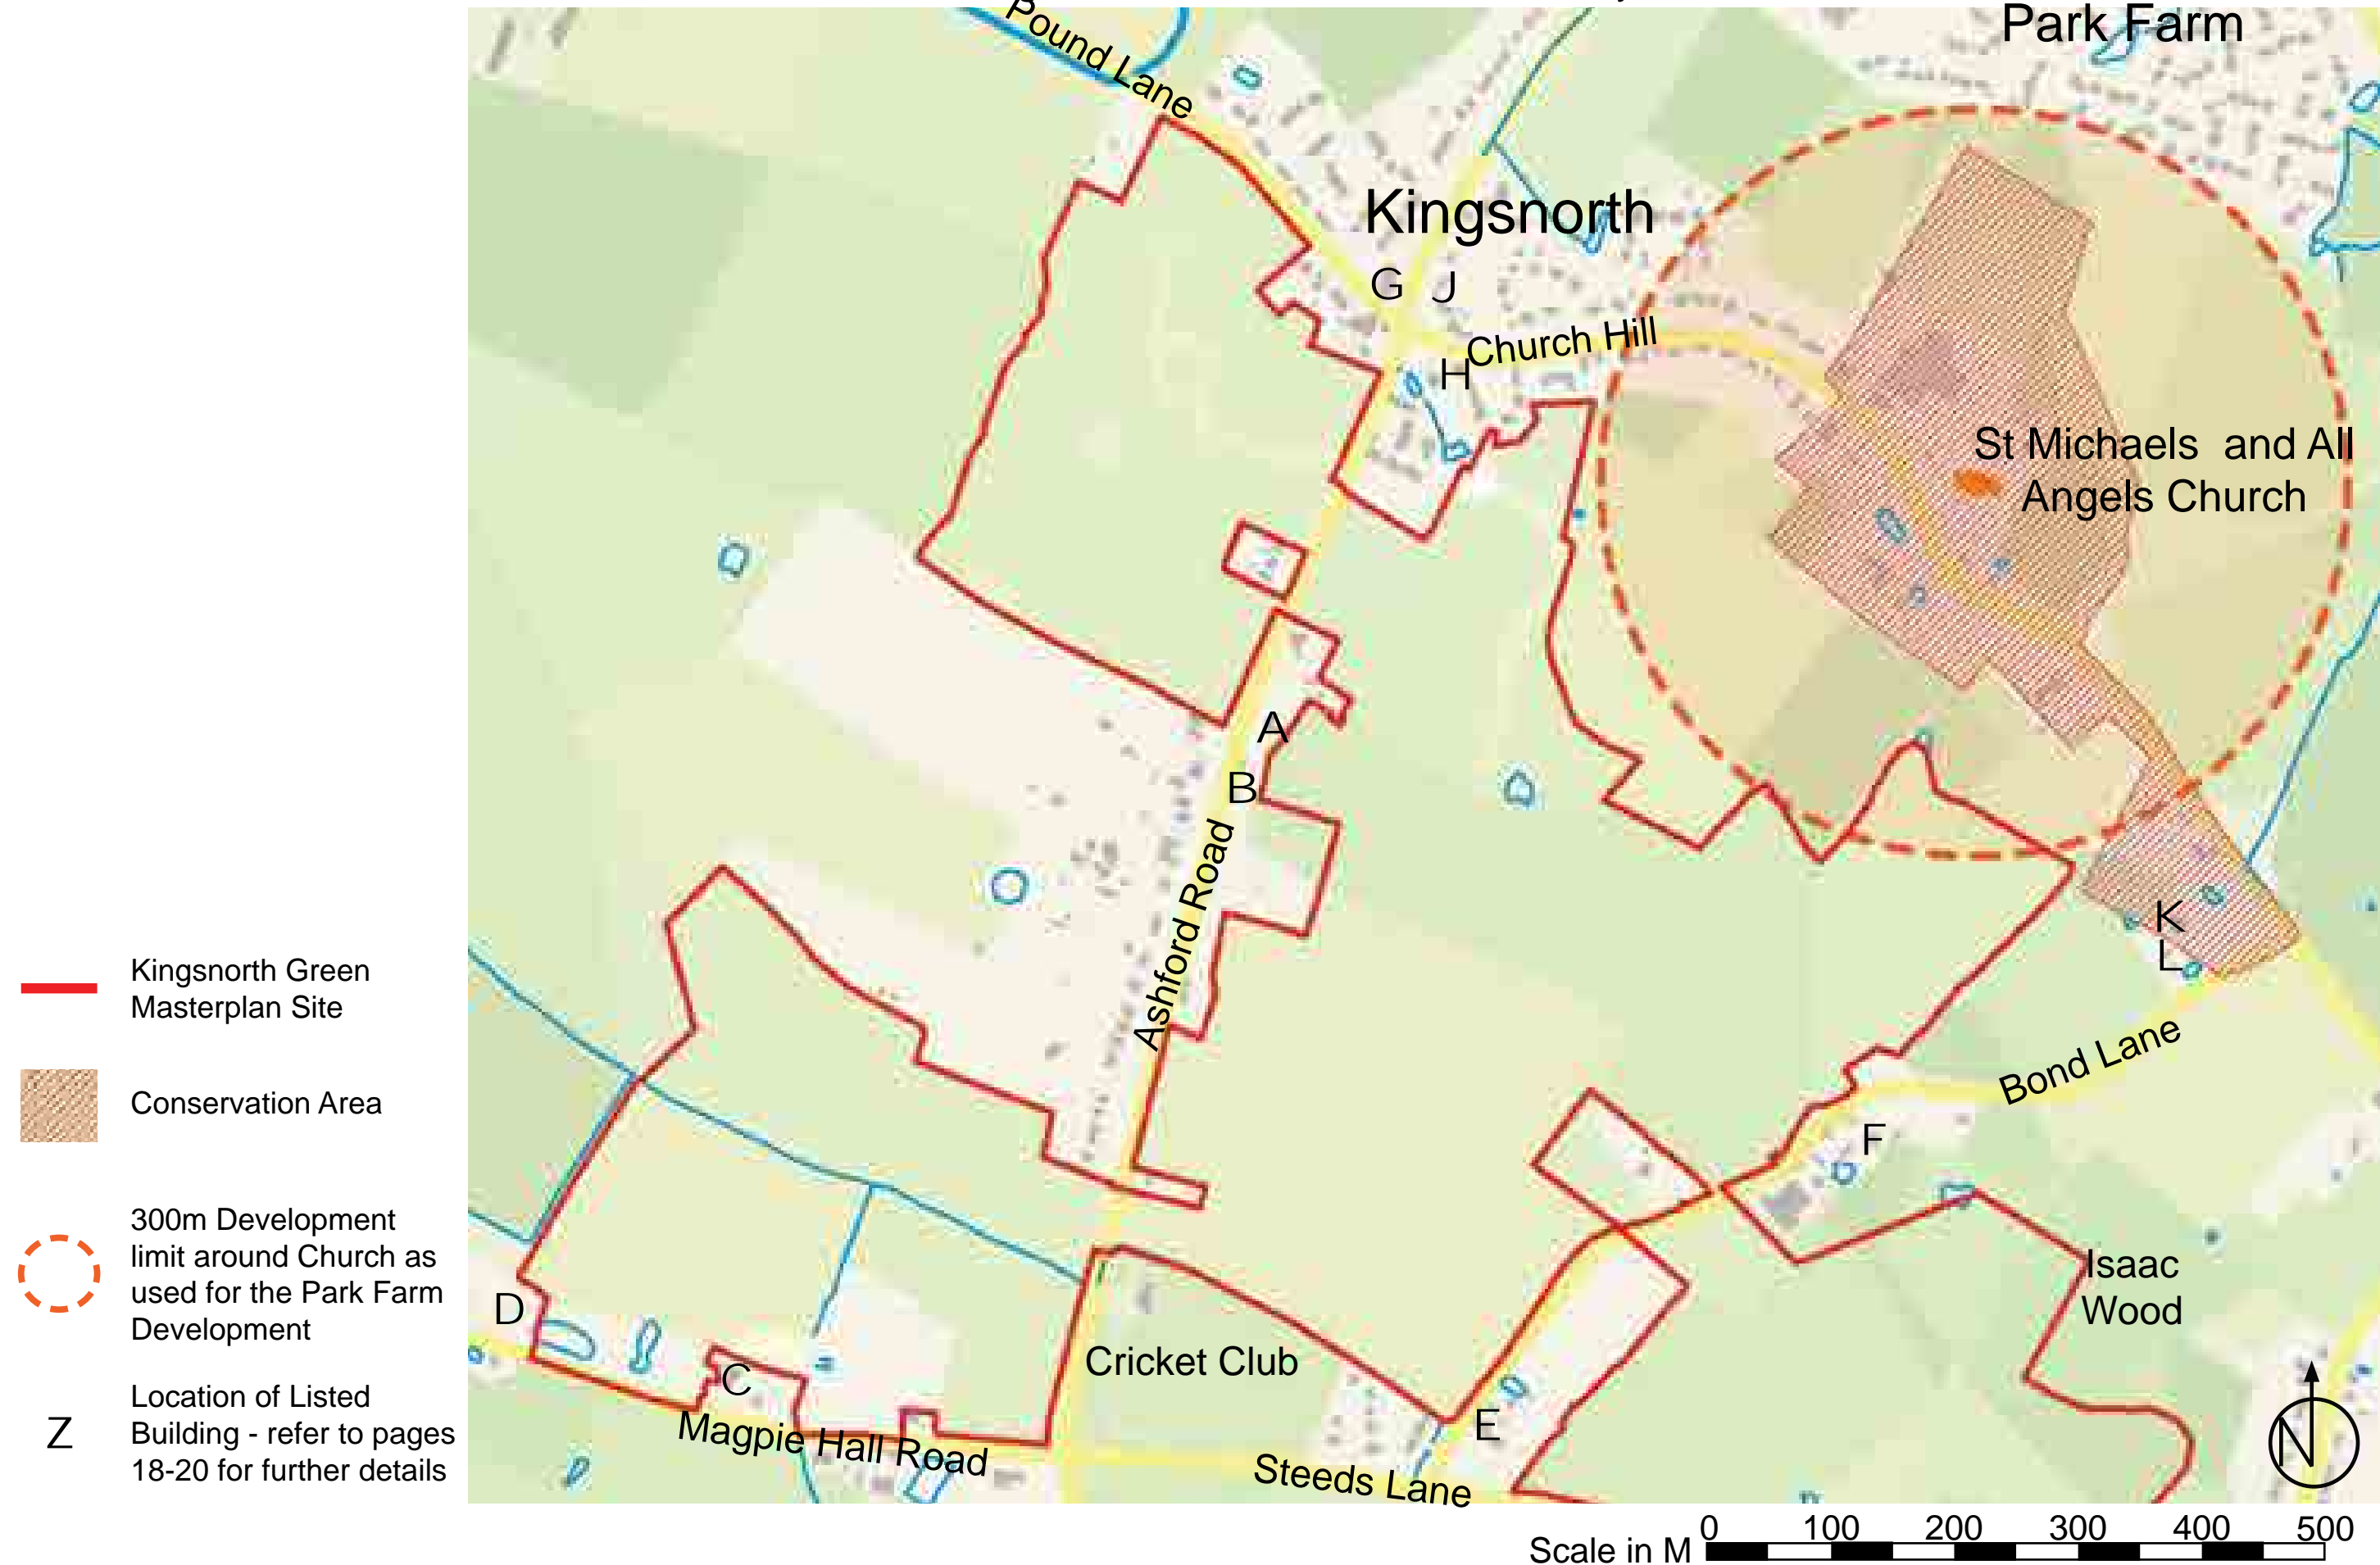 Kingsnorth Green
Masterplan Site
Conservation Area
300m Development
limit around Church as
used for the Park Farm
Development
Z
Location of Listed
Building - refer to pages
18-20 for further details
Pound Lane
Park Farm
Kingsnorth
G
J
Church Hill
H
St Michaels and All
Angels Church
A
B
Ashford Road
K
L
Bond Lane
F
Isaac
Wood
D
C
Cricket Club
Magpie Hall Road
E
Steeds Lane
N
Scale in M
0 100 200 300 400 500